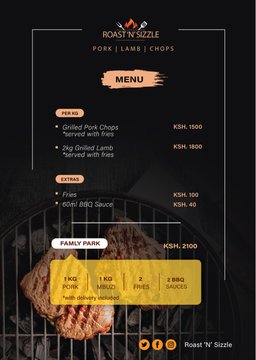 ROAST 'N' SIZZLE
PORK | LAMB | CHOPS
MENU
PER KG
Grilled Pork Chops KSH. 1500
*served with fries
2kg Grilled Lamb KSH. 1800
*served with fries
EXTRAS
Fries KSH. 100
60ml BBQ Sauce KSH. 40
FAMLY PARK KSH. 2100
1 KG 1 KG 2 2 BBQ
PORK MBUZI FRIES SAUCES
*with delivery included
Roast 'N' Sizzle